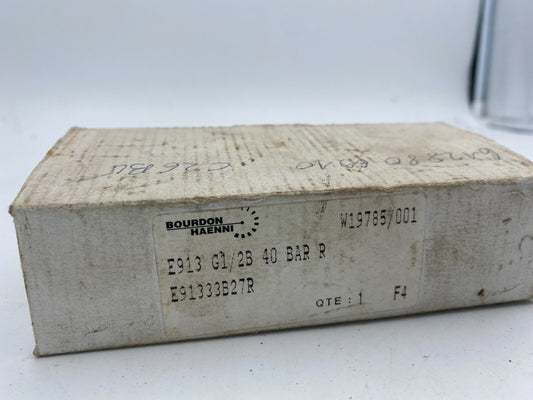 BOURDON
HAENNI
W19765/001
E913 G1/2B 40 BAR R
E91333B27R
QTE : 1
F4